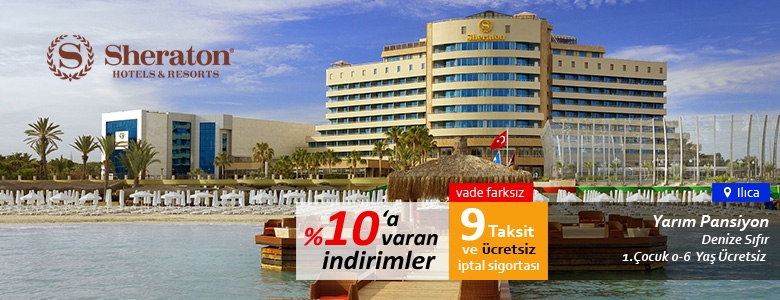 Sheraton®
HOTELS & RESORTS
Sheraton
%10'a
varan
indirimler
vade farksız
9 Taksit
ve ücretsiz
iptal sigortası
Ilıca
Yarım Pansiyon
Denize Sıfır
1.Çocuk 0-6 Yaş Ücretsiz